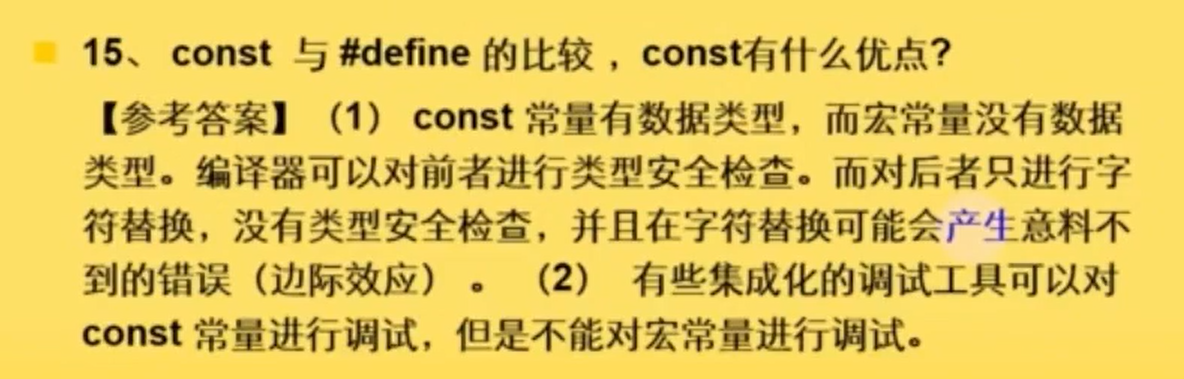 15、 const 与 #define 的比较 ，const有什么优点？
【参考答案】（1） const 常量有数据类型，而宏常量没有数据
类型。编译器可以对前者进行类型安全检查。而对后者只进行字
符替换，没有类型安全检查，并且在字符替换可能会产生意料不
到的错误（边际效应） 。 （2） 有些集成化的调试工具可以对
const 常量进行调试，但是不能对宏常量进行调试。